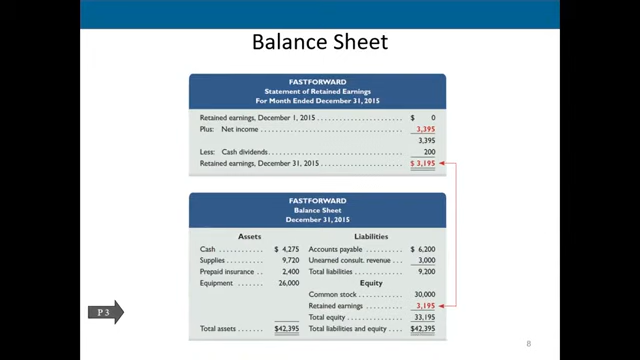 Balance Sheet
FASTFORWARD
Statement of Retained Earnings
For Month Ended December 31, 2015
Retained earnings, December 1, 2015 . . . . . . . . . . . . . . . . . . . . . . . $ 0
Plus: Net income . . . . . . . . . . . . . . . . . . . . . . . . . . . . . . . . . . . . . . 3,395
3,395
Less: Cash dividends . . . . . . . . . . . . . . . . . . . . . . . . . . . . . . . . . . . 200
Retained earnings, December 31, 2015 . . . . . . . . . . . . . . . . . . . . . . $ 3,195
FASTFORWARD
Balance Sheet
December 31, 2015
Assets Liabilities
Cash . . . . . . . . . . . . $ 4,275 Accounts payable . . . . . . . . . . $ 6,200
Supplies . . . . . . . . . . 9,720 Unearned consult. revenue . . . 3,000
Prepaid insurance . . 2,400 Total liabilities . . . . . . . . . . . . . 9,200
Equipment . . . . . . . 26,000 Equity
Common stock . . . . . . . . . . . . 30,000
Retained earnings . . . . . . . . . . 3,195
Total equity . . . . . . . . . . . . . . . 33,195
Total assets . . . . . . . $42,395 Total liabilities and equity . . . . $42,395
P 3
8